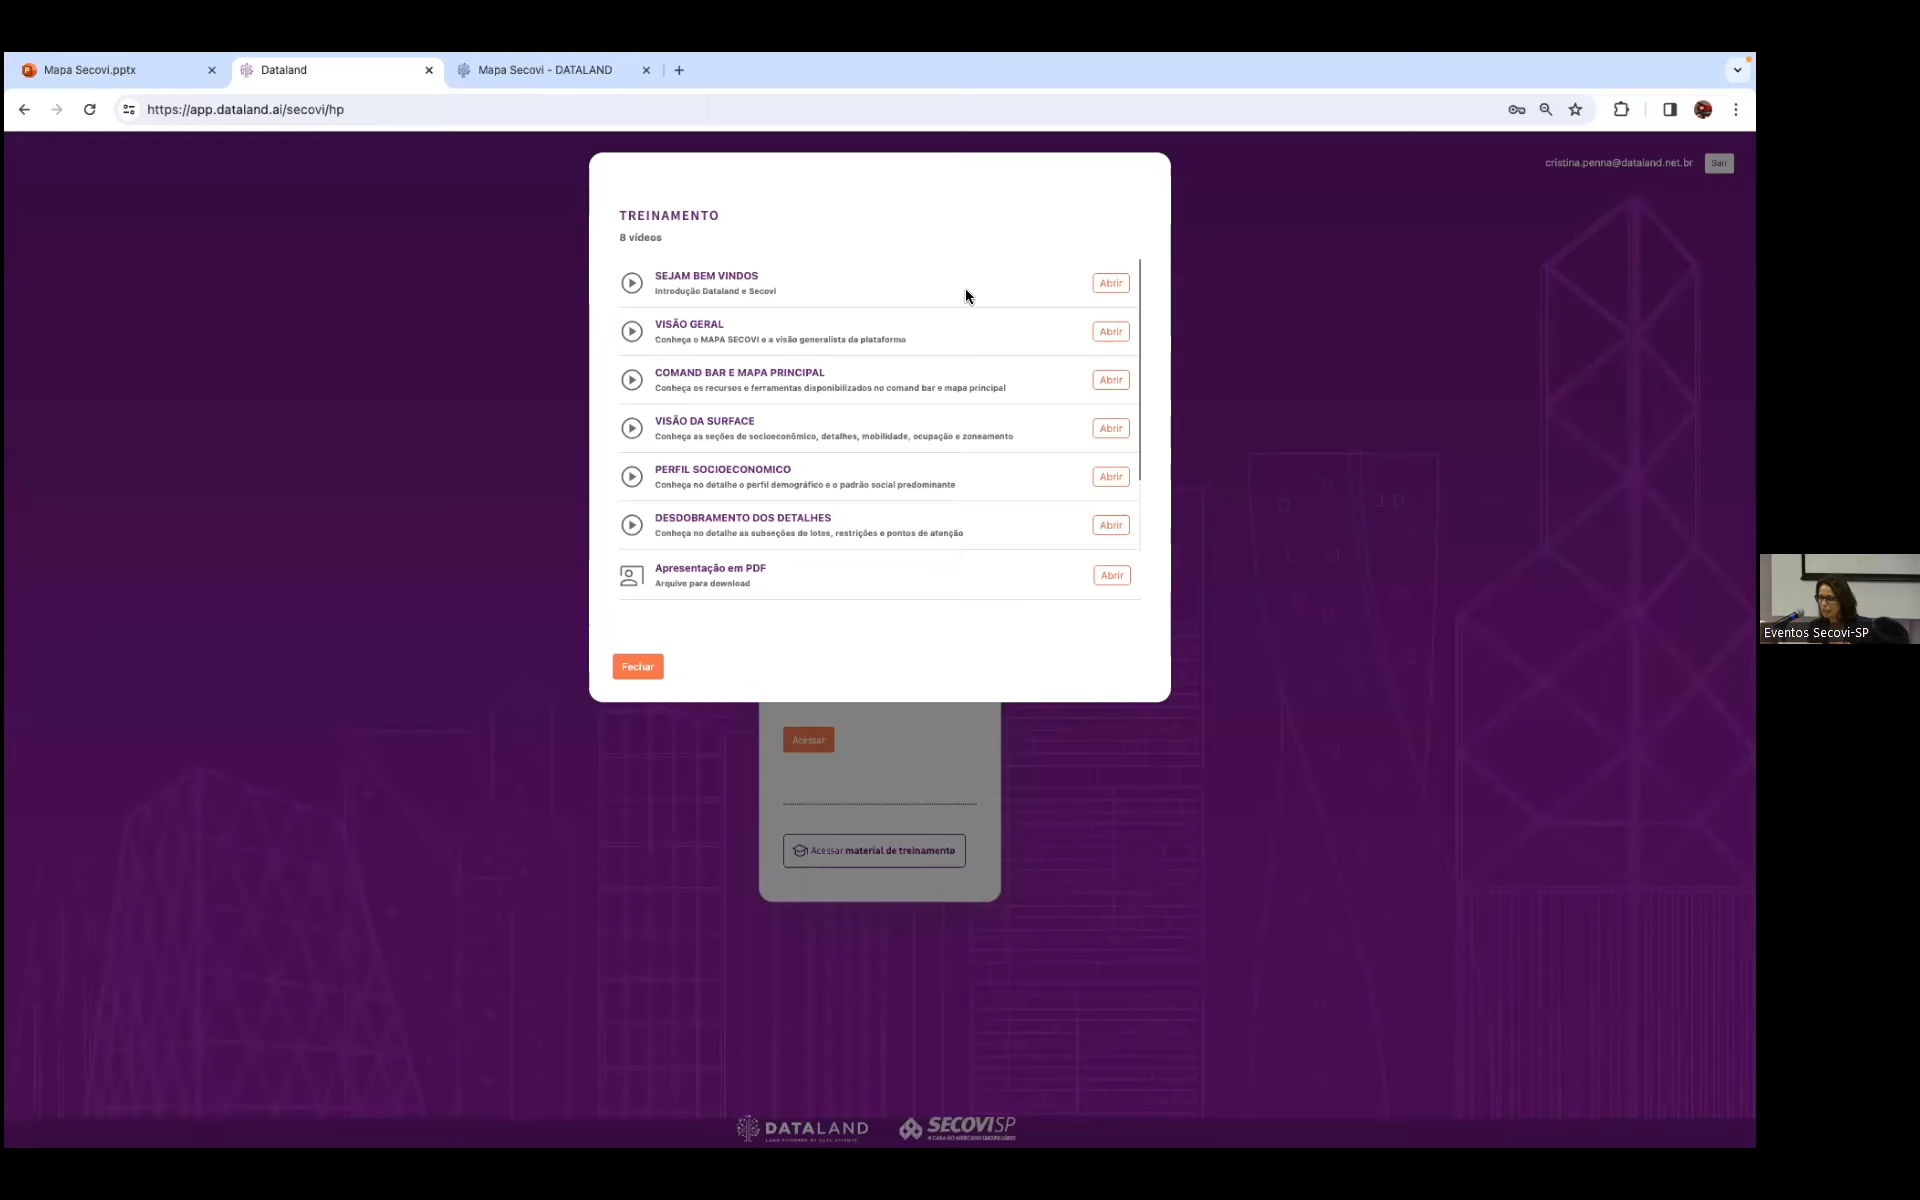 Mapa Secovi.pptx
Dataland
Mapa Secovi - DATALAND
https://app.dataland.ai/secovi/hp
cristina.penna@dataland.net.br
Sair
TREINAMENTO
8 vídeos
SEJAM BEM VINDOS
Introdução Dataland e Secovi
Abrir
VISÃO GERAL
Conheça o MAPA SECOVI e a visão generalista da plataforma
Abrir
COMAND BAR E MAPA PRINCIPAL
Conheça os recursos e ferramentas disponibilizados no comand bar e mapa principal
Abrir
VISÃO DA SURFACE
Conheça as seções de socioeconômico, detalhes, mobilidade, ocupação e zoneamento
Abrir
PERFIL SOCIOECONOMICO
Conheça no detalhe o perfil demográfico e o padrão social predominante
Abrir
DESDOBRAMENTO DOS DETALHES
Conheça no detalhe as subseções de lotes, restrições e pontos de atenção
Abrir
Apresentação em PDF
Arquivo para download
Abrir
Fechar
Eventos Secovi-SP
Acessar
Acessar material de treinamento
DATALAND
SECOVISP
A CASA DO MERCADO IMOBILIÁRIO